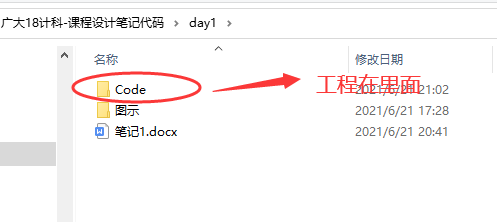 广大18计科-课程设计笔记代码 › day1 ›
名称 修改日期
Code 工程在里面 21:02
图示 2021/6/21 17:28
笔记1.docx 2021/6/21 20:41